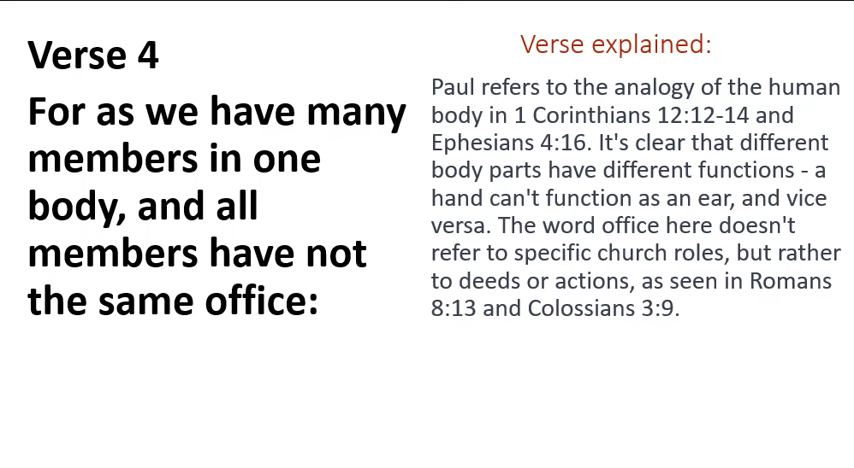 Verse 4
For as we have many
members in one
body, and all
members have not
the same office:
Verse explained:
Paul refers to the analogy of the human
body in 1 Corinthians 12:12-14 and
Ephesians 4:16. It's clear that different
body parts have different functions - a
hand can't function as an ear, and vice
versa. The word office here doesn't
refer to specific church roles, but rather
to deeds or actions, as seen in Romans
8:13 and Colossians 3:9.